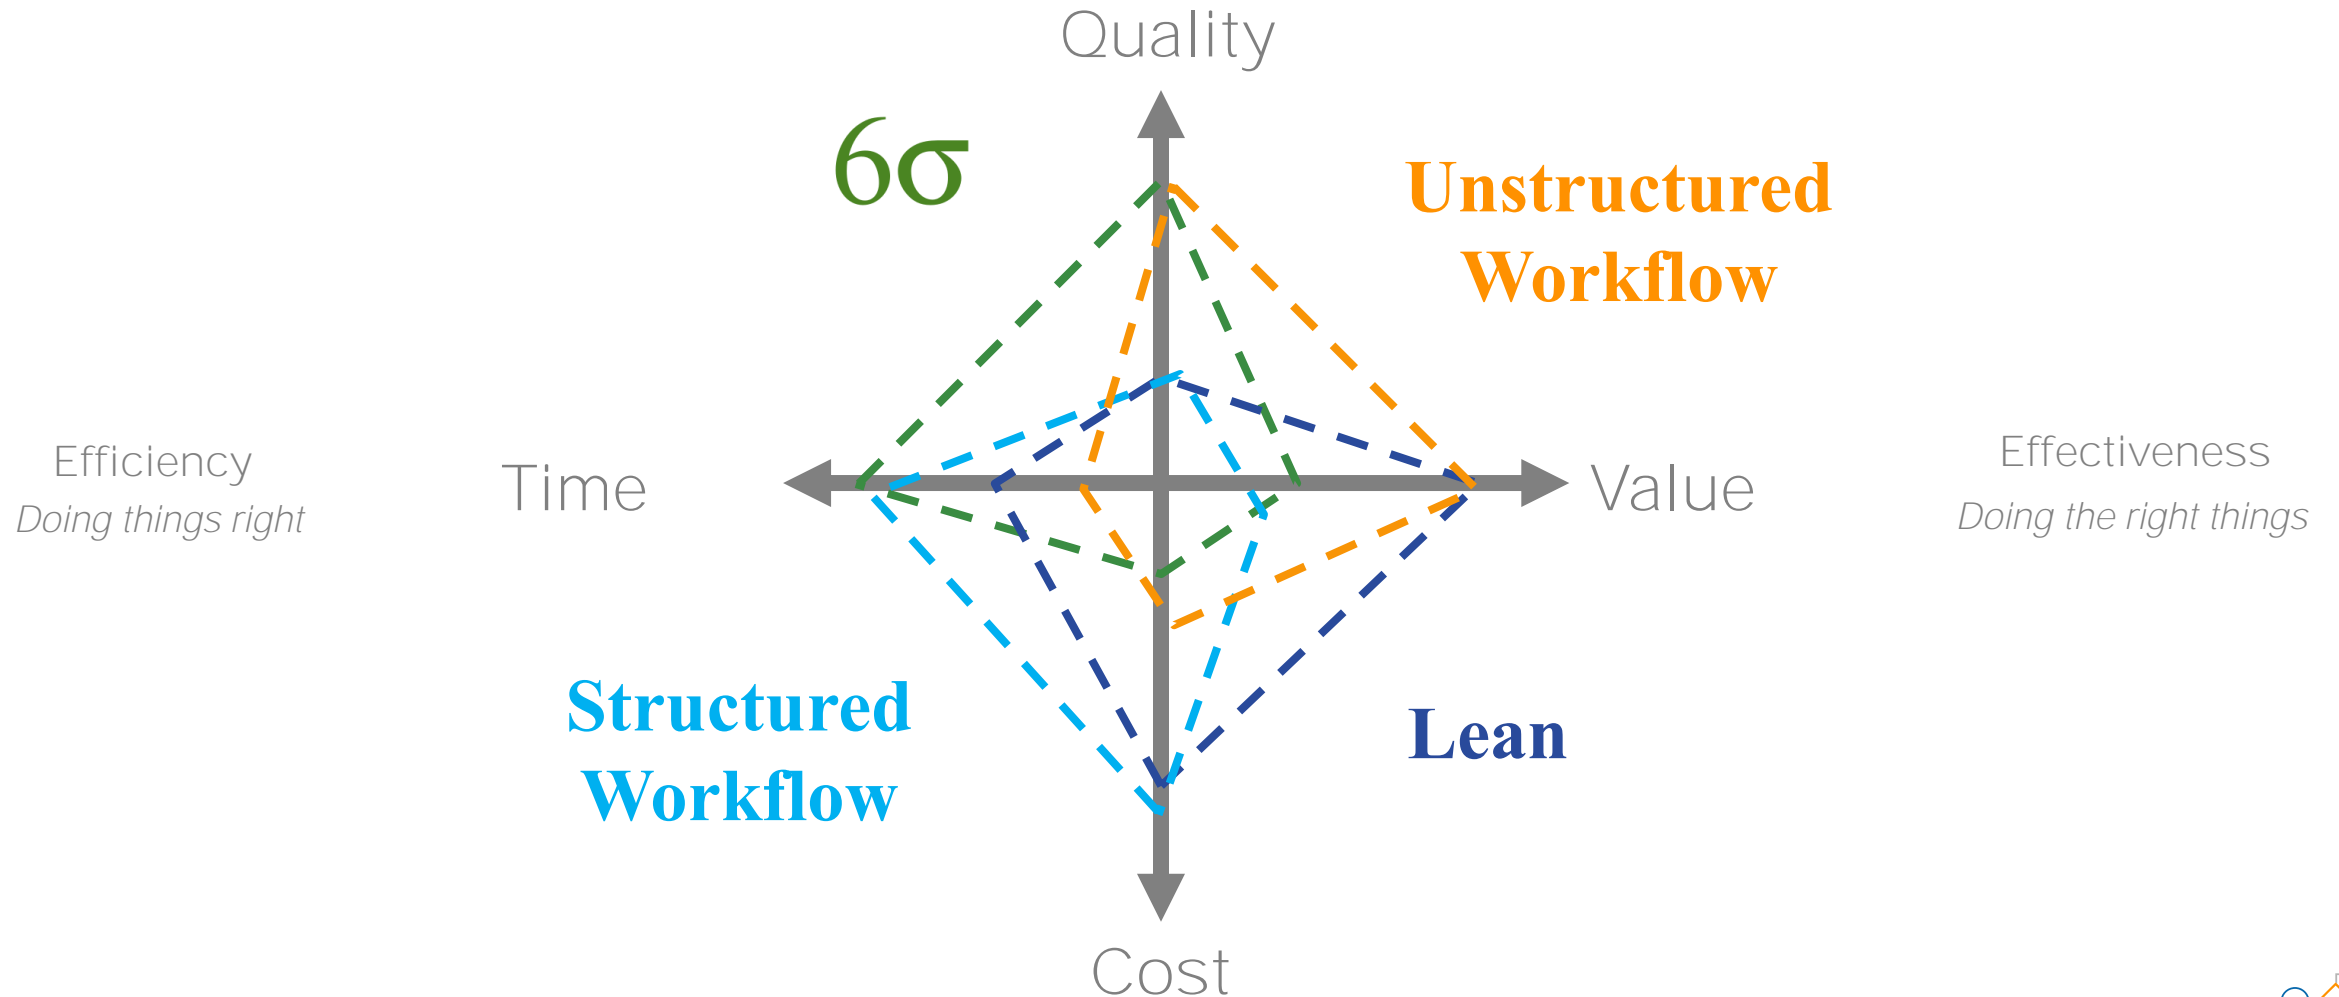 Quality
6σ
Unstructured
Workflow
Efficiency
Doing things right
Time
Value
Effectiveness
Doing the right things
Structured
Workflow
Lean
Cost